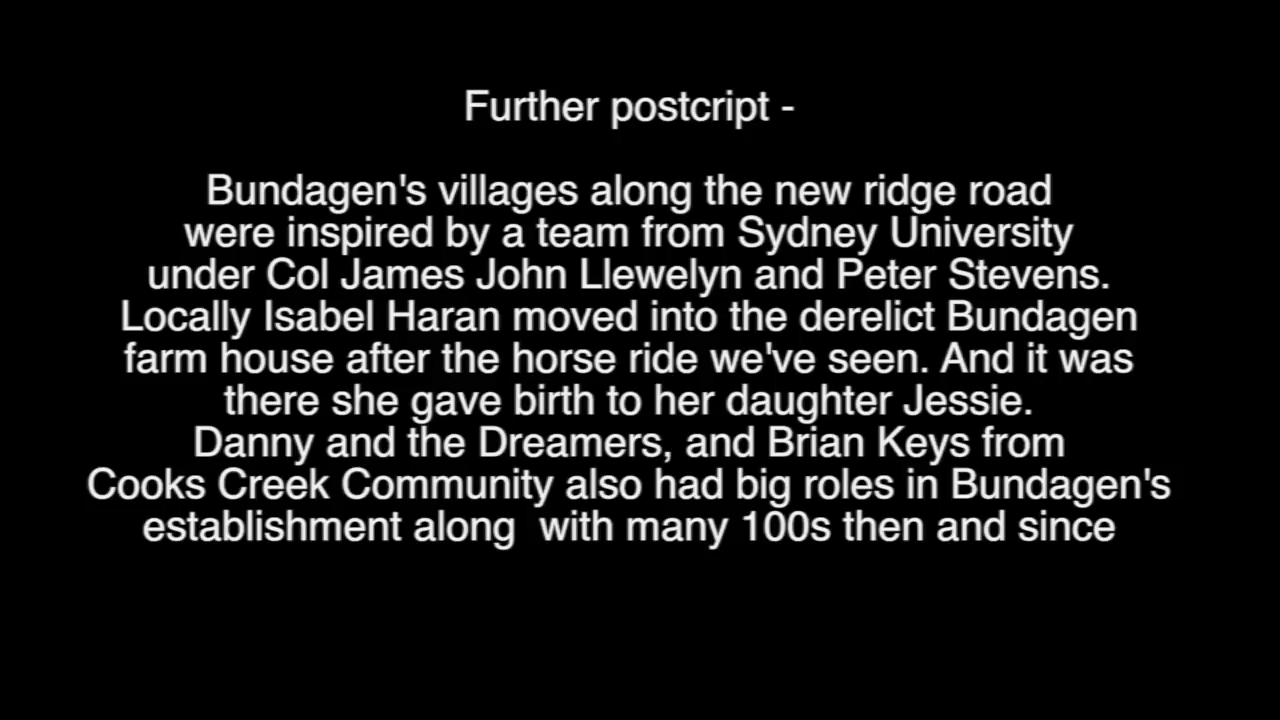 Further postcript -
Bundagen's villages along the new ridge road
were inspired by a team from Sydney University
under Col James John Llewelyn and Peter Stevens.
Locally Isabel Haran moved into the derelict Bundagen
farm house after the horse ride we've seen. And it was
there she gave birth to her daughter Jessie.
Danny and the Dreamers, and Brian Keys from
Cooks Creek Community also had big roles in Bundagen's
establishment along  with many 100s then and since